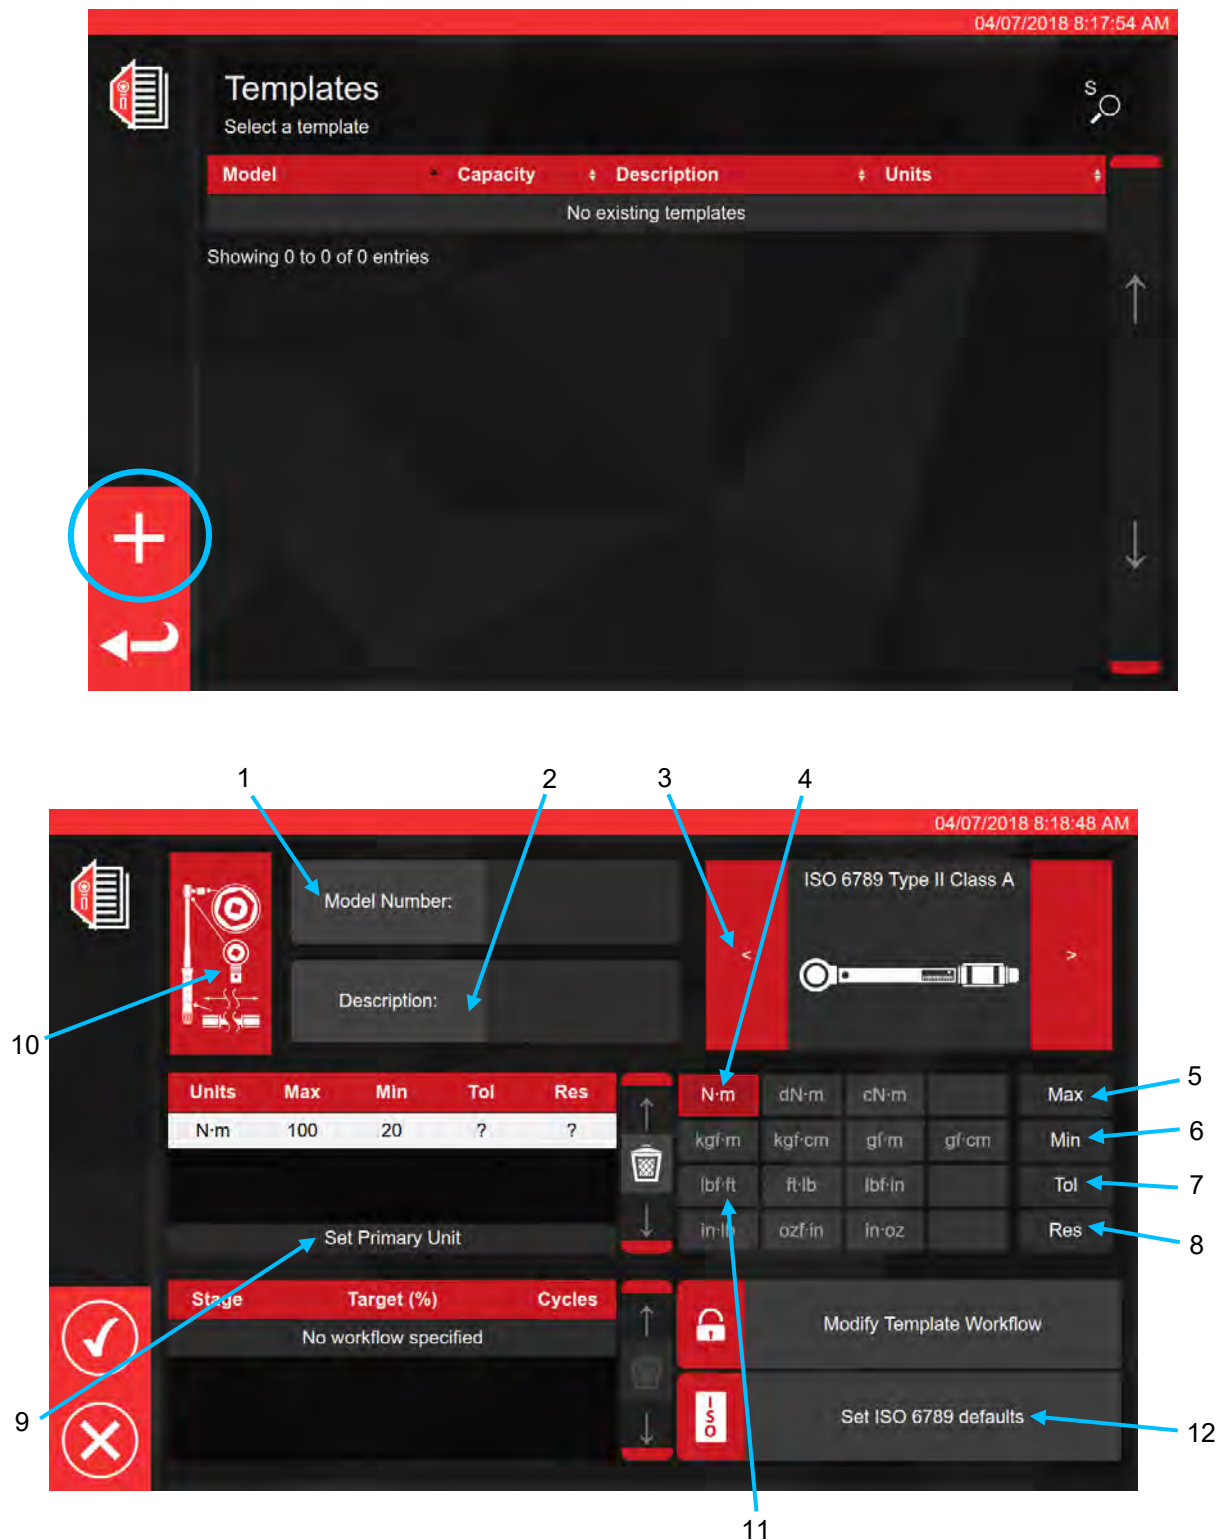 04/07/2018 8:17:54 AM
Templates
S
Select a template
Model Capacity Description Units
No existing templates
Showing 0 to 0 of 0 entries
1 2 3 4
04/07/2018 8:18:48 AM
Model Number:
ISO 6789 Type II Class A
< >
Description:
10
Units Max Min Tol Res
N·m 100 20 ? ?
N·m dN·m cN·m Max 5
kgf·m kgf·cm gf·m gf·cm Min 6
lbf·ft ft·lb lbf·in Tol 7
in·lb ozf·in in·oz Res 8
Set Primary Unit
Stage Target (%) Cycles
No workflow specified
Modify Template Workflow
ISO
Set ISO 6789 defaults
9
12
11